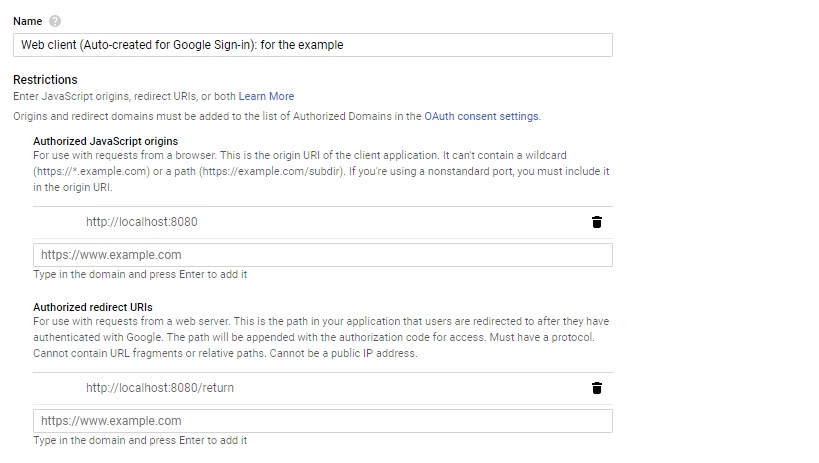 Name ?
Web client (Auto-created for Google Sign-in): for the example
Restrictions
Enter JavaScript origins, redirect URIs, or both Learn More
Origins and redirect domains must be added to the list of Authorized Domains in the OAuth consent settings.
Authorized JavaScript origins
For use with requests from a browser. This is the origin URI of the client application. It can't contain a wildcard
(https://*.example.com) or a path (https://example.com/subdir). If you're using a nonstandard port, you must include it
in the origin URI.
http://localhost:8080
https://www.example.com
Type in the domain and press Enter to add it
Authorized redirect URIs
For use with requests from a web server. This is the path in your application that users are redirected to after they have
authenticated with Google. The path will be appended with the authorization code for access. Must have a protocol.
Cannot contain URL fragments or relative paths. Cannot be a public IP address.
http://localhost:8080/return
https://www.example.com
Type in the domain and press Enter to add it